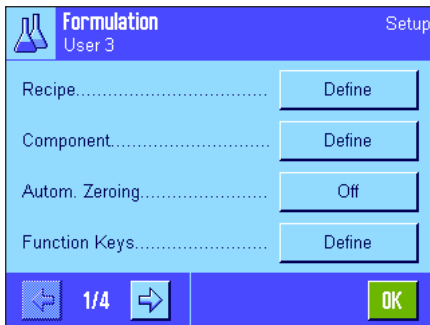 Formulation
Setup
User 3
Recipe.................................... Define
Component............................ Define
Autom. Zeroing...................... Off
Function Keys....................... Define
1/4
OK